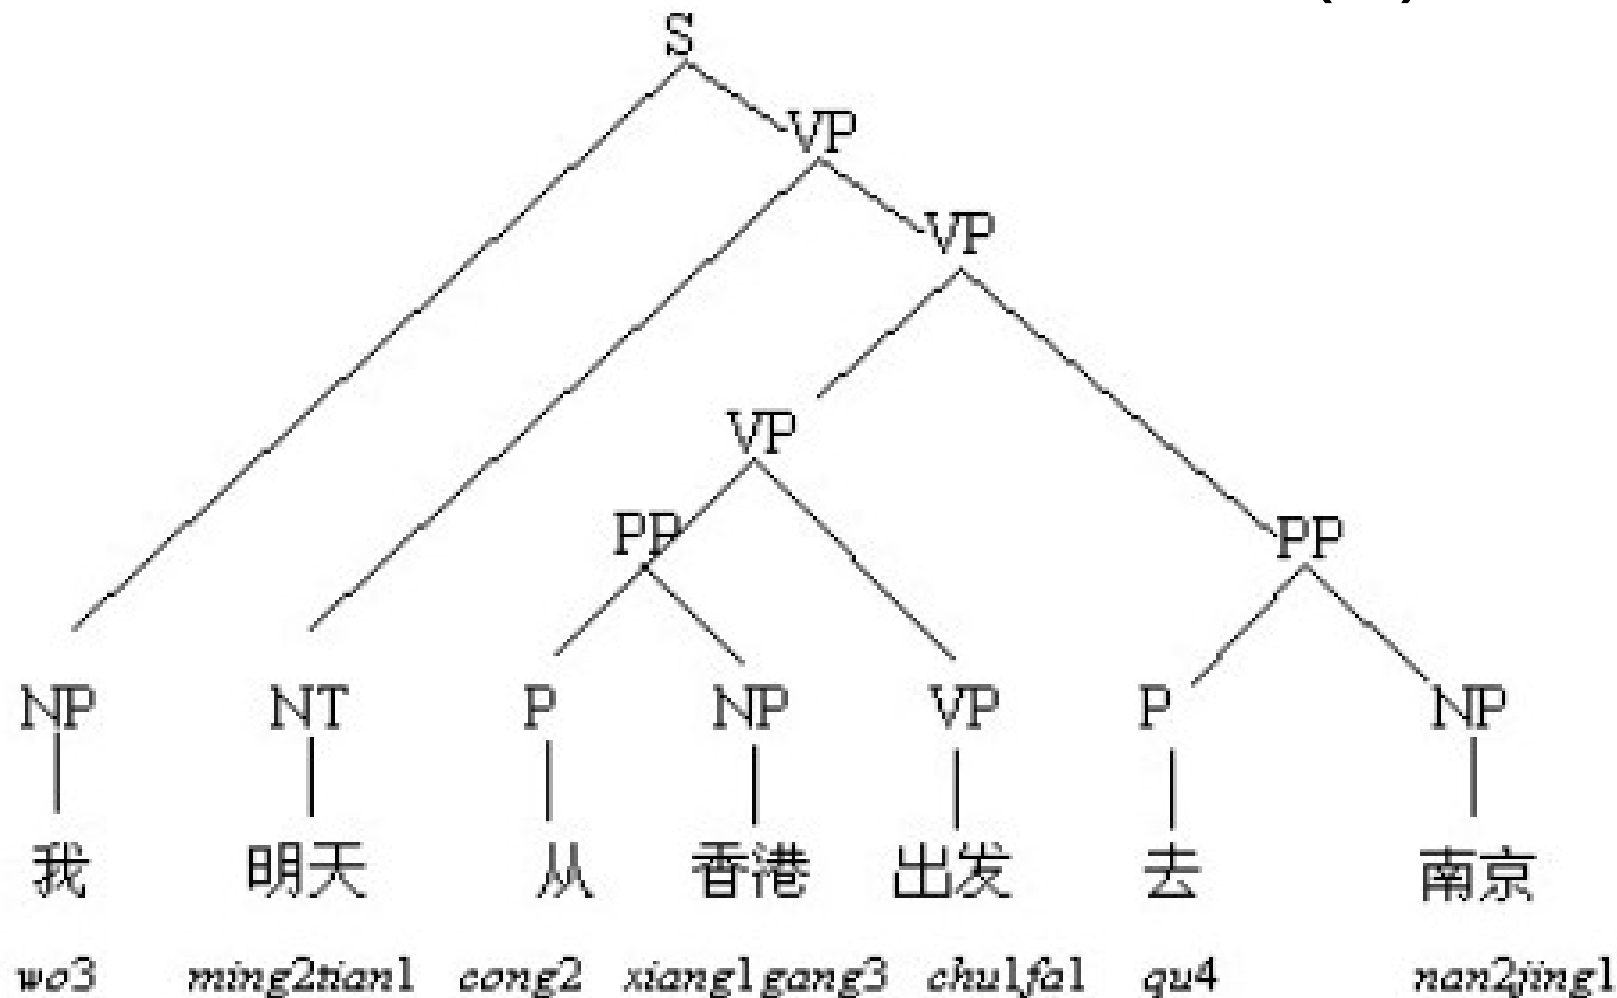 S
VP
VP
VP
PP PP
NP NT P NP VP P NP
我 明天 从 香港 出发 去 南京
wo3 ming2tian1 cong2 xiang1gang3 chu1fa1 qu4 nan2jing1